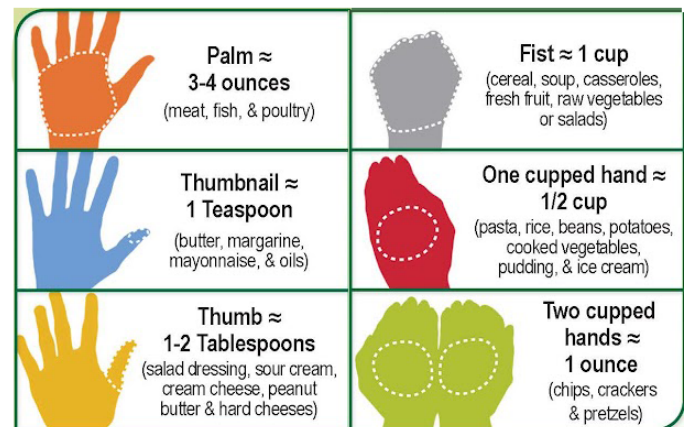 Palm ≈
3-4 ounces
(meat, fish, & poultry)
Fist ≈ 1 cup
(cereal, soup, casseroles,
fresh fruit, raw vegetables
or salads)
Thumbnail ≈
1 Teaspoon
(butter, margarine,
mayonnaise, & oils)
One cupped hand ≈
1/2 cup
(pasta, rice, beans, potatoes,
cooked vegetables,
pudding, & ice cream)
Thumb ≈
1-2 Tablespoons
(salad dressing, sour cream,
cream cheese, peanut
butter & hard cheeses)
Two cupped
hands ≈
1 ounce
(chips, crackers
& pretzels)